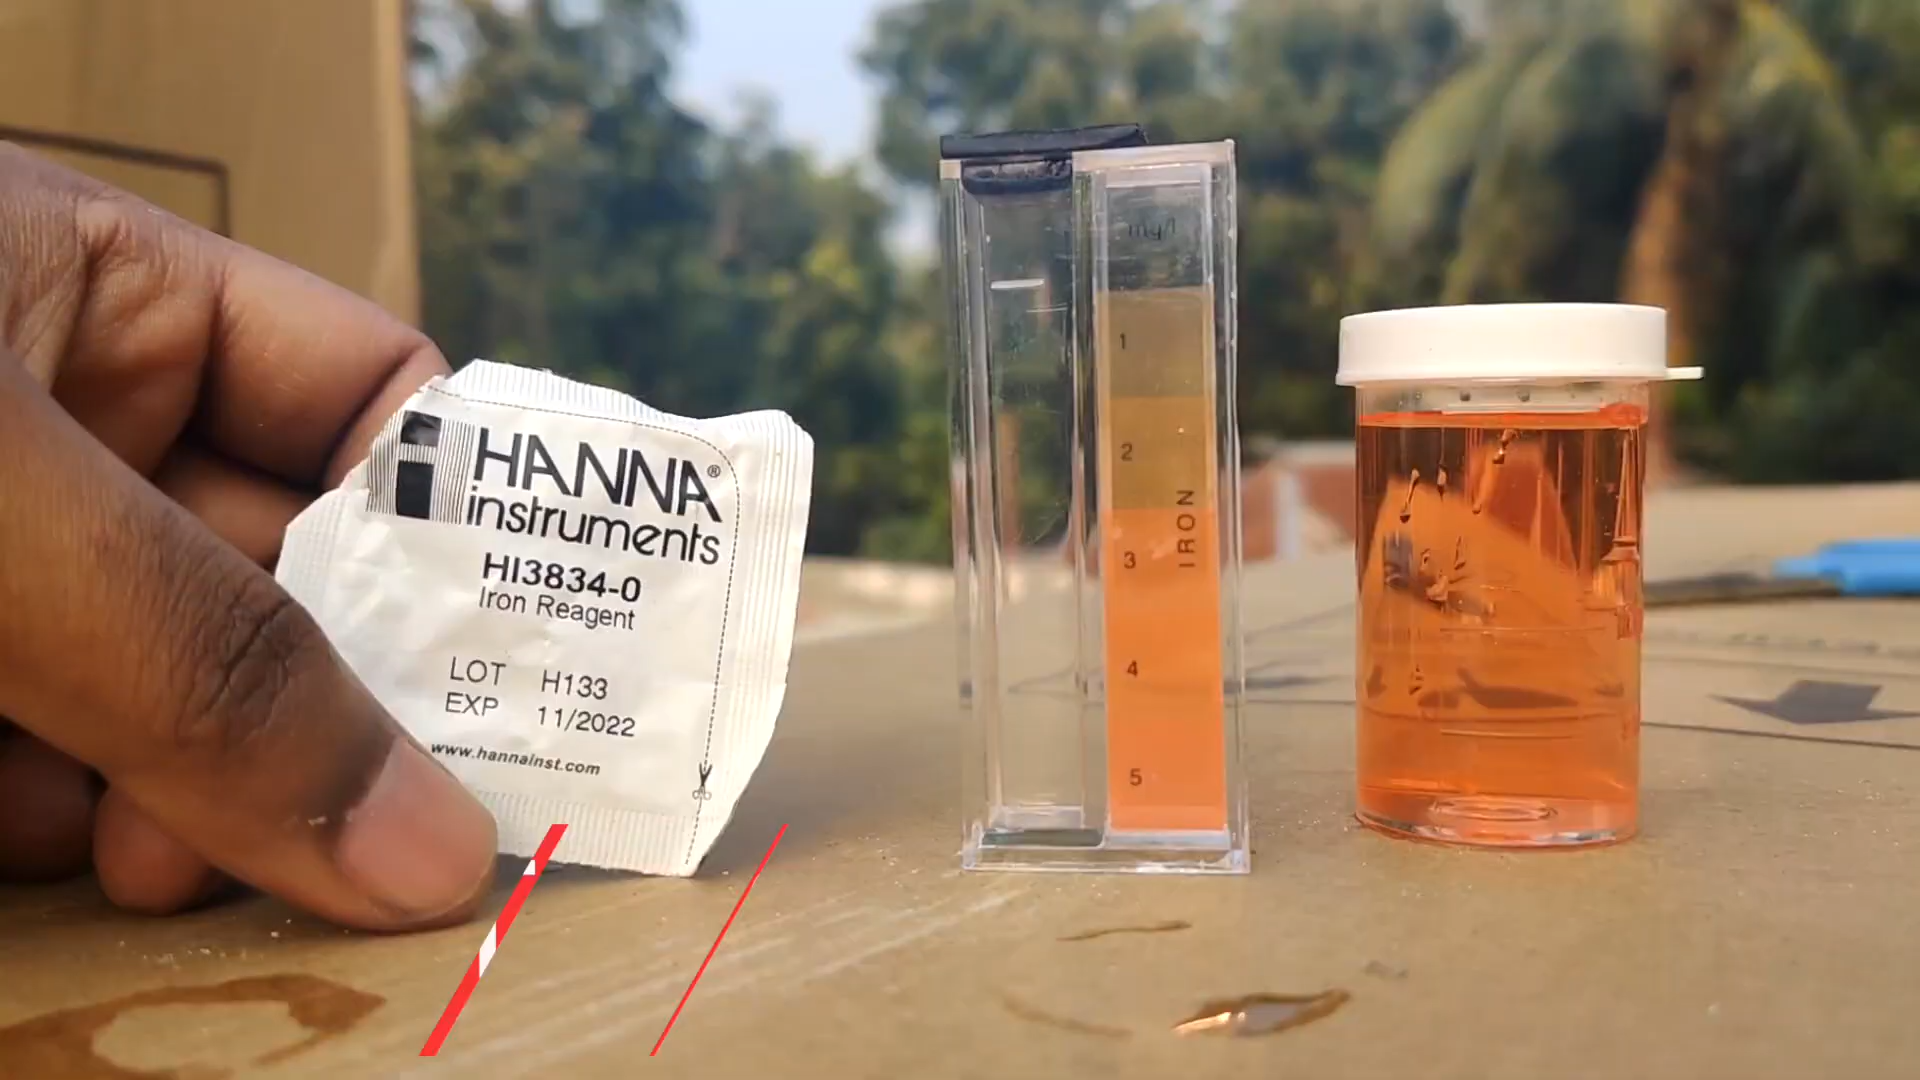 HANNA®
instruments
HI3834-0
Iron Reagent
LOT H133
EXP 11/2022
www.hannainst.com
mg/l
1
2
3
4
5
IRON